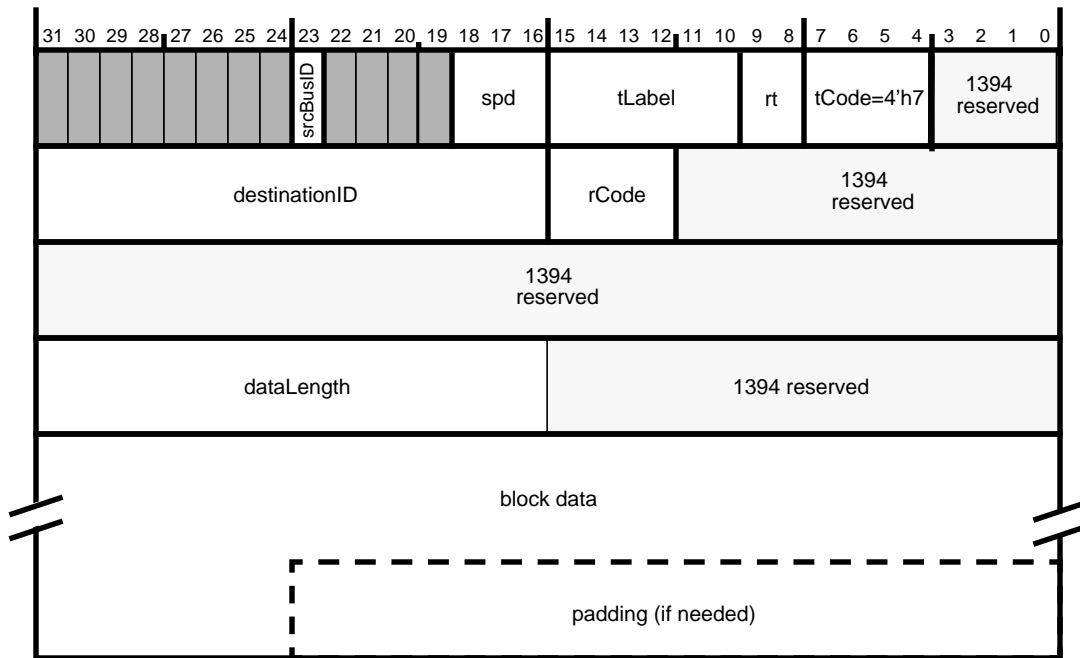 31 30 29 28 27 26 25 24 23 22 21 20 19 18 17 16 15 14 13 12 11 10 9 8 7 6 5 4 3 2 1 0
srcBusID
spd
tLabel
rt
tCode=4'h7
1394
reserved
destinationID
rCode
1394
reserved
1394
reserved
dataLength
1394 reserved
block data
padding (if needed)